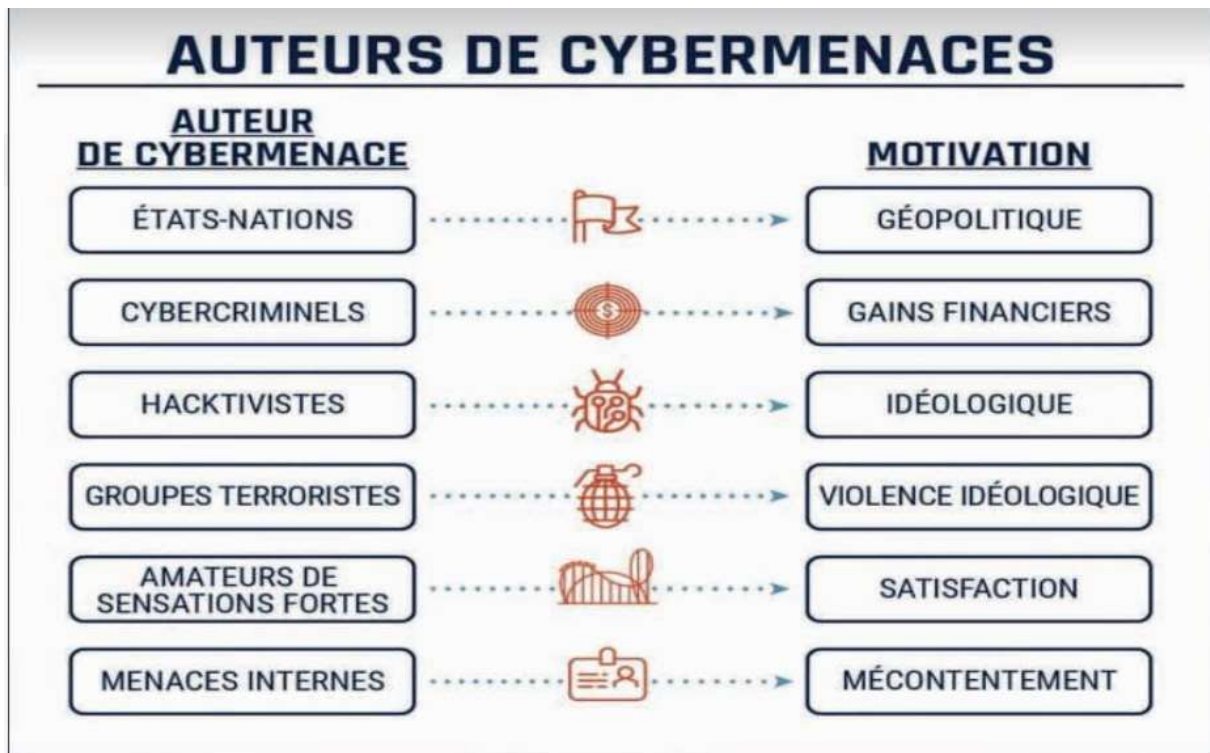 AUTEURS DE CYBERMENACES
AUTEUR
DE CYBERMENACE
MOTIVATION
ÉTATS-NATIONS
GÉOPOLITIQUE
CYBERCRIMINELS
$
GAINS FINANCIERS
HACKTIVISTES
IDÉOLOGIQUE
GROUPES TERRORISTES
VIOLENCE IDÉOLOGIQUE
AMATEURS DE
SENSATIONS FORTES
SATISFACTION
MENACES INTERNES
MÉCONTENTEMENT